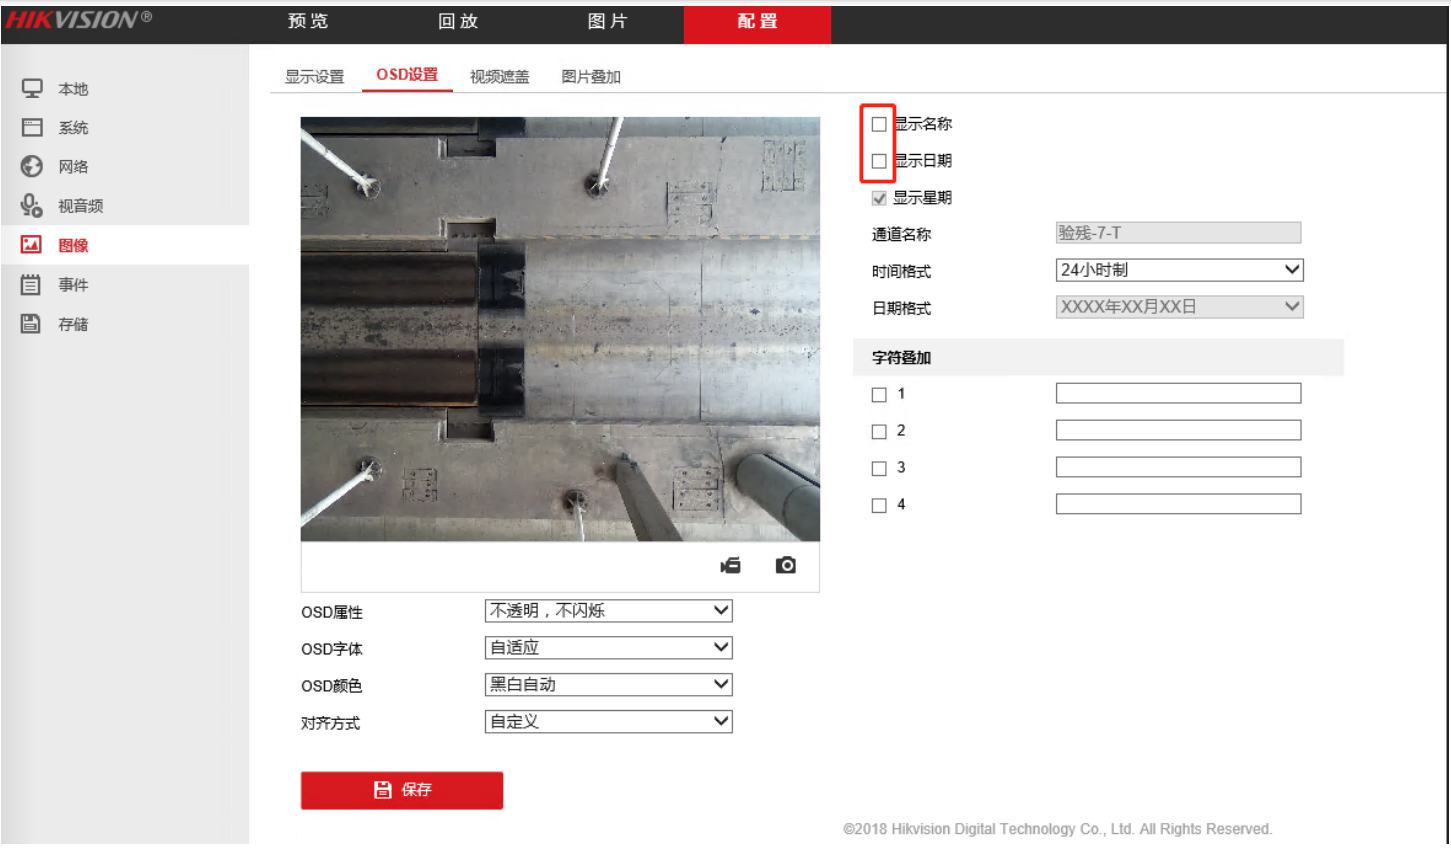 HIKVISION®
预览 回放 图片 配置
本地
系统
网络
视音频
图像
事件
存储
显示设置 OSD设置 视频遮盖 图片叠加
显示名称
显示日期
显示星期
通道名称 验残-7-T
时间格式 24小时制
日期格式 XXXX年XX月XX日
字符叠加
1
2
3
4
OSD属性 不透明，不闪烁
OSD字体 自适应
OSD颜色 黑白自动
对齐方式 自定义
保存
©2018 Hikvision Digital Technology Co., Ltd. All Rights Reserved.